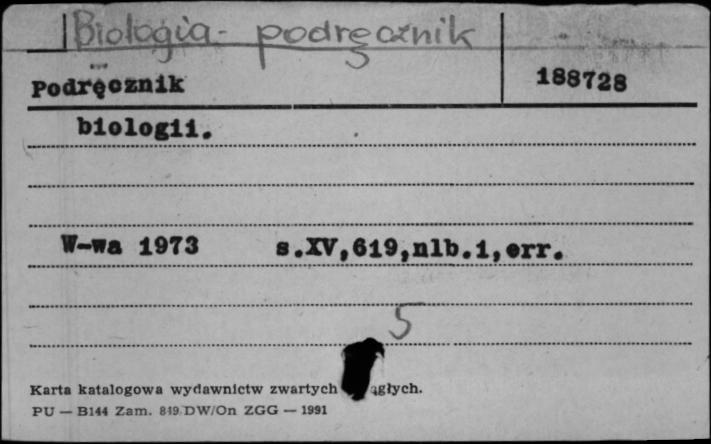 Biologia - podręcznik
Podręcznik
188728
biologii.
W-wa 1973 s.XV,619,nlb.1,err.
5
Karta katalogowa wydawnictw zwartych
PU — B144 Zam. 819 DW/On ZGG — 1991